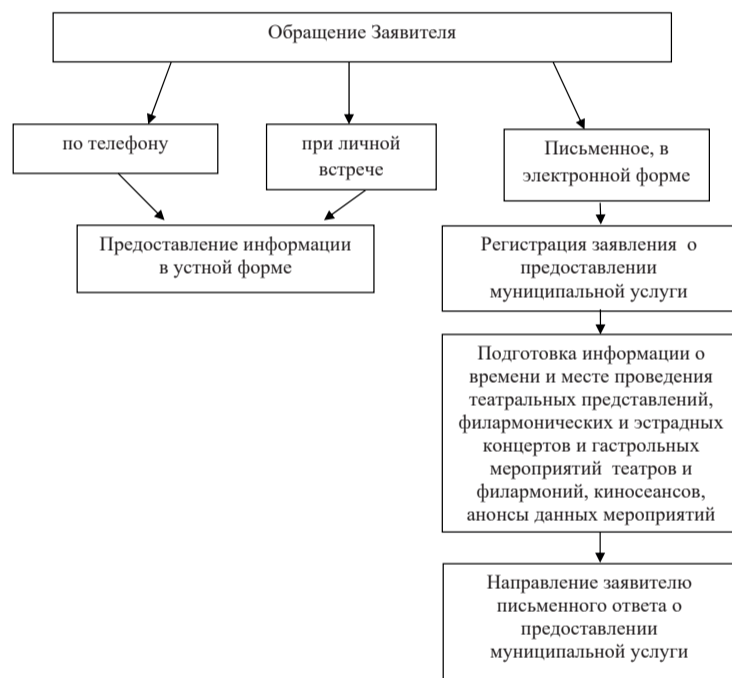 Обращение Заявителя
по телефону
при личной
встрече
Письменное, в
электронной форме
Предоставление информации
в устной форме
Регистрация заявления о
предоставлении
муниципальной услуги
Подготовка информации о
времени и месте проведения
театральных представлений,
филармонических и эстрадных
концертов и гастрольных
мероприятий театров и
филармоний, киносеансов,
анонсы данных мероприятий
Направление заявителю
письменного ответа о
предоставлении
муниципальной услуги